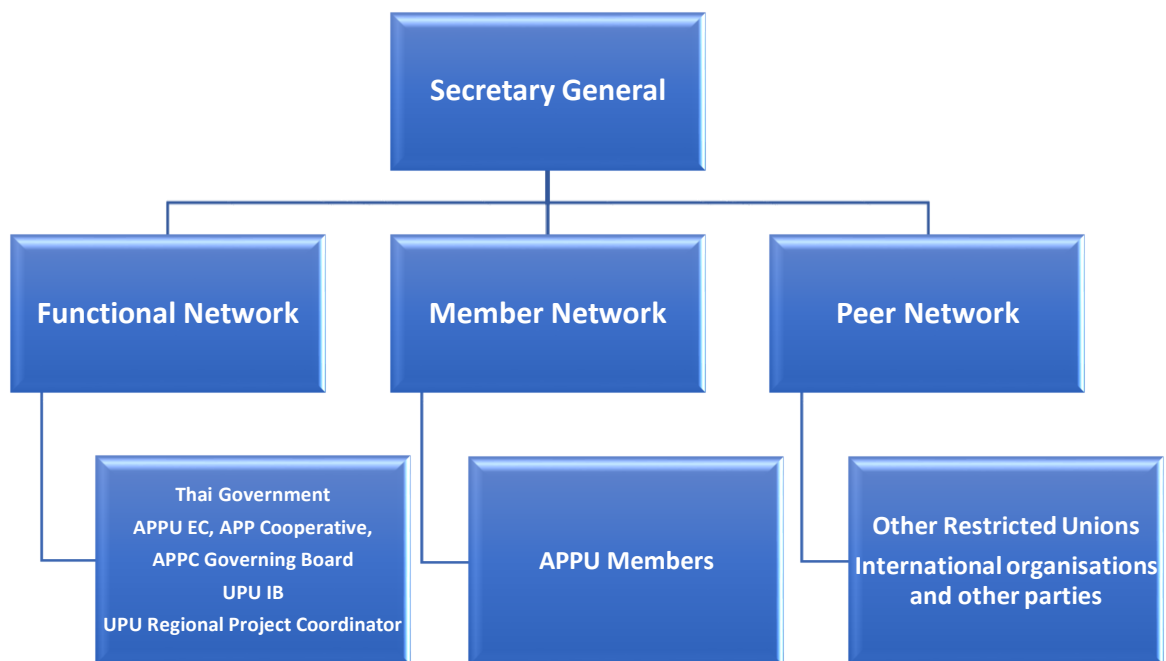 Secretary General
Functional Network
Member Network
Peer Network
Thai Government
APPU EC, APP Cooperative,
APPC Governing Board
UPU IB
UPU Regional Project Coordinator
APPU Members
Other Restricted Unions
International organisations
and other parties